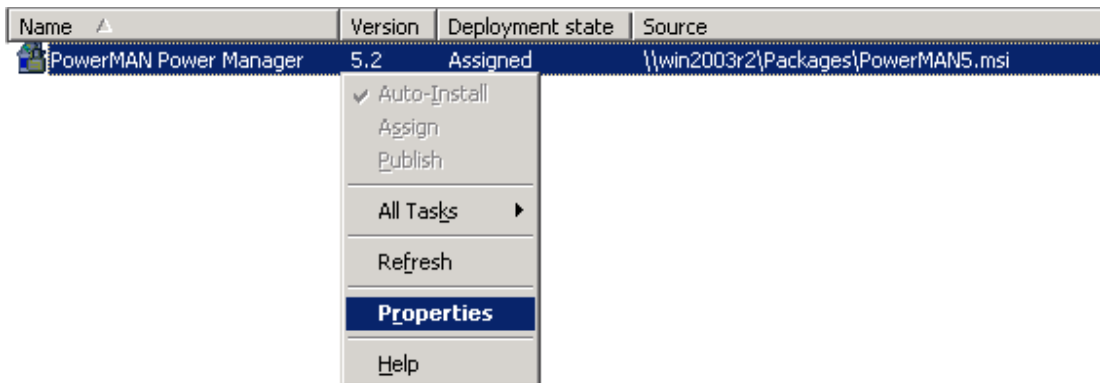 Name Version Deployment state Source
PowerMAN Power Manager 5.2 Assigned \\win2003r2\Packages\PowerMAN5.msi
Auto-Install
Assign
Publish
All Tasks
Refresh
Properties
Help